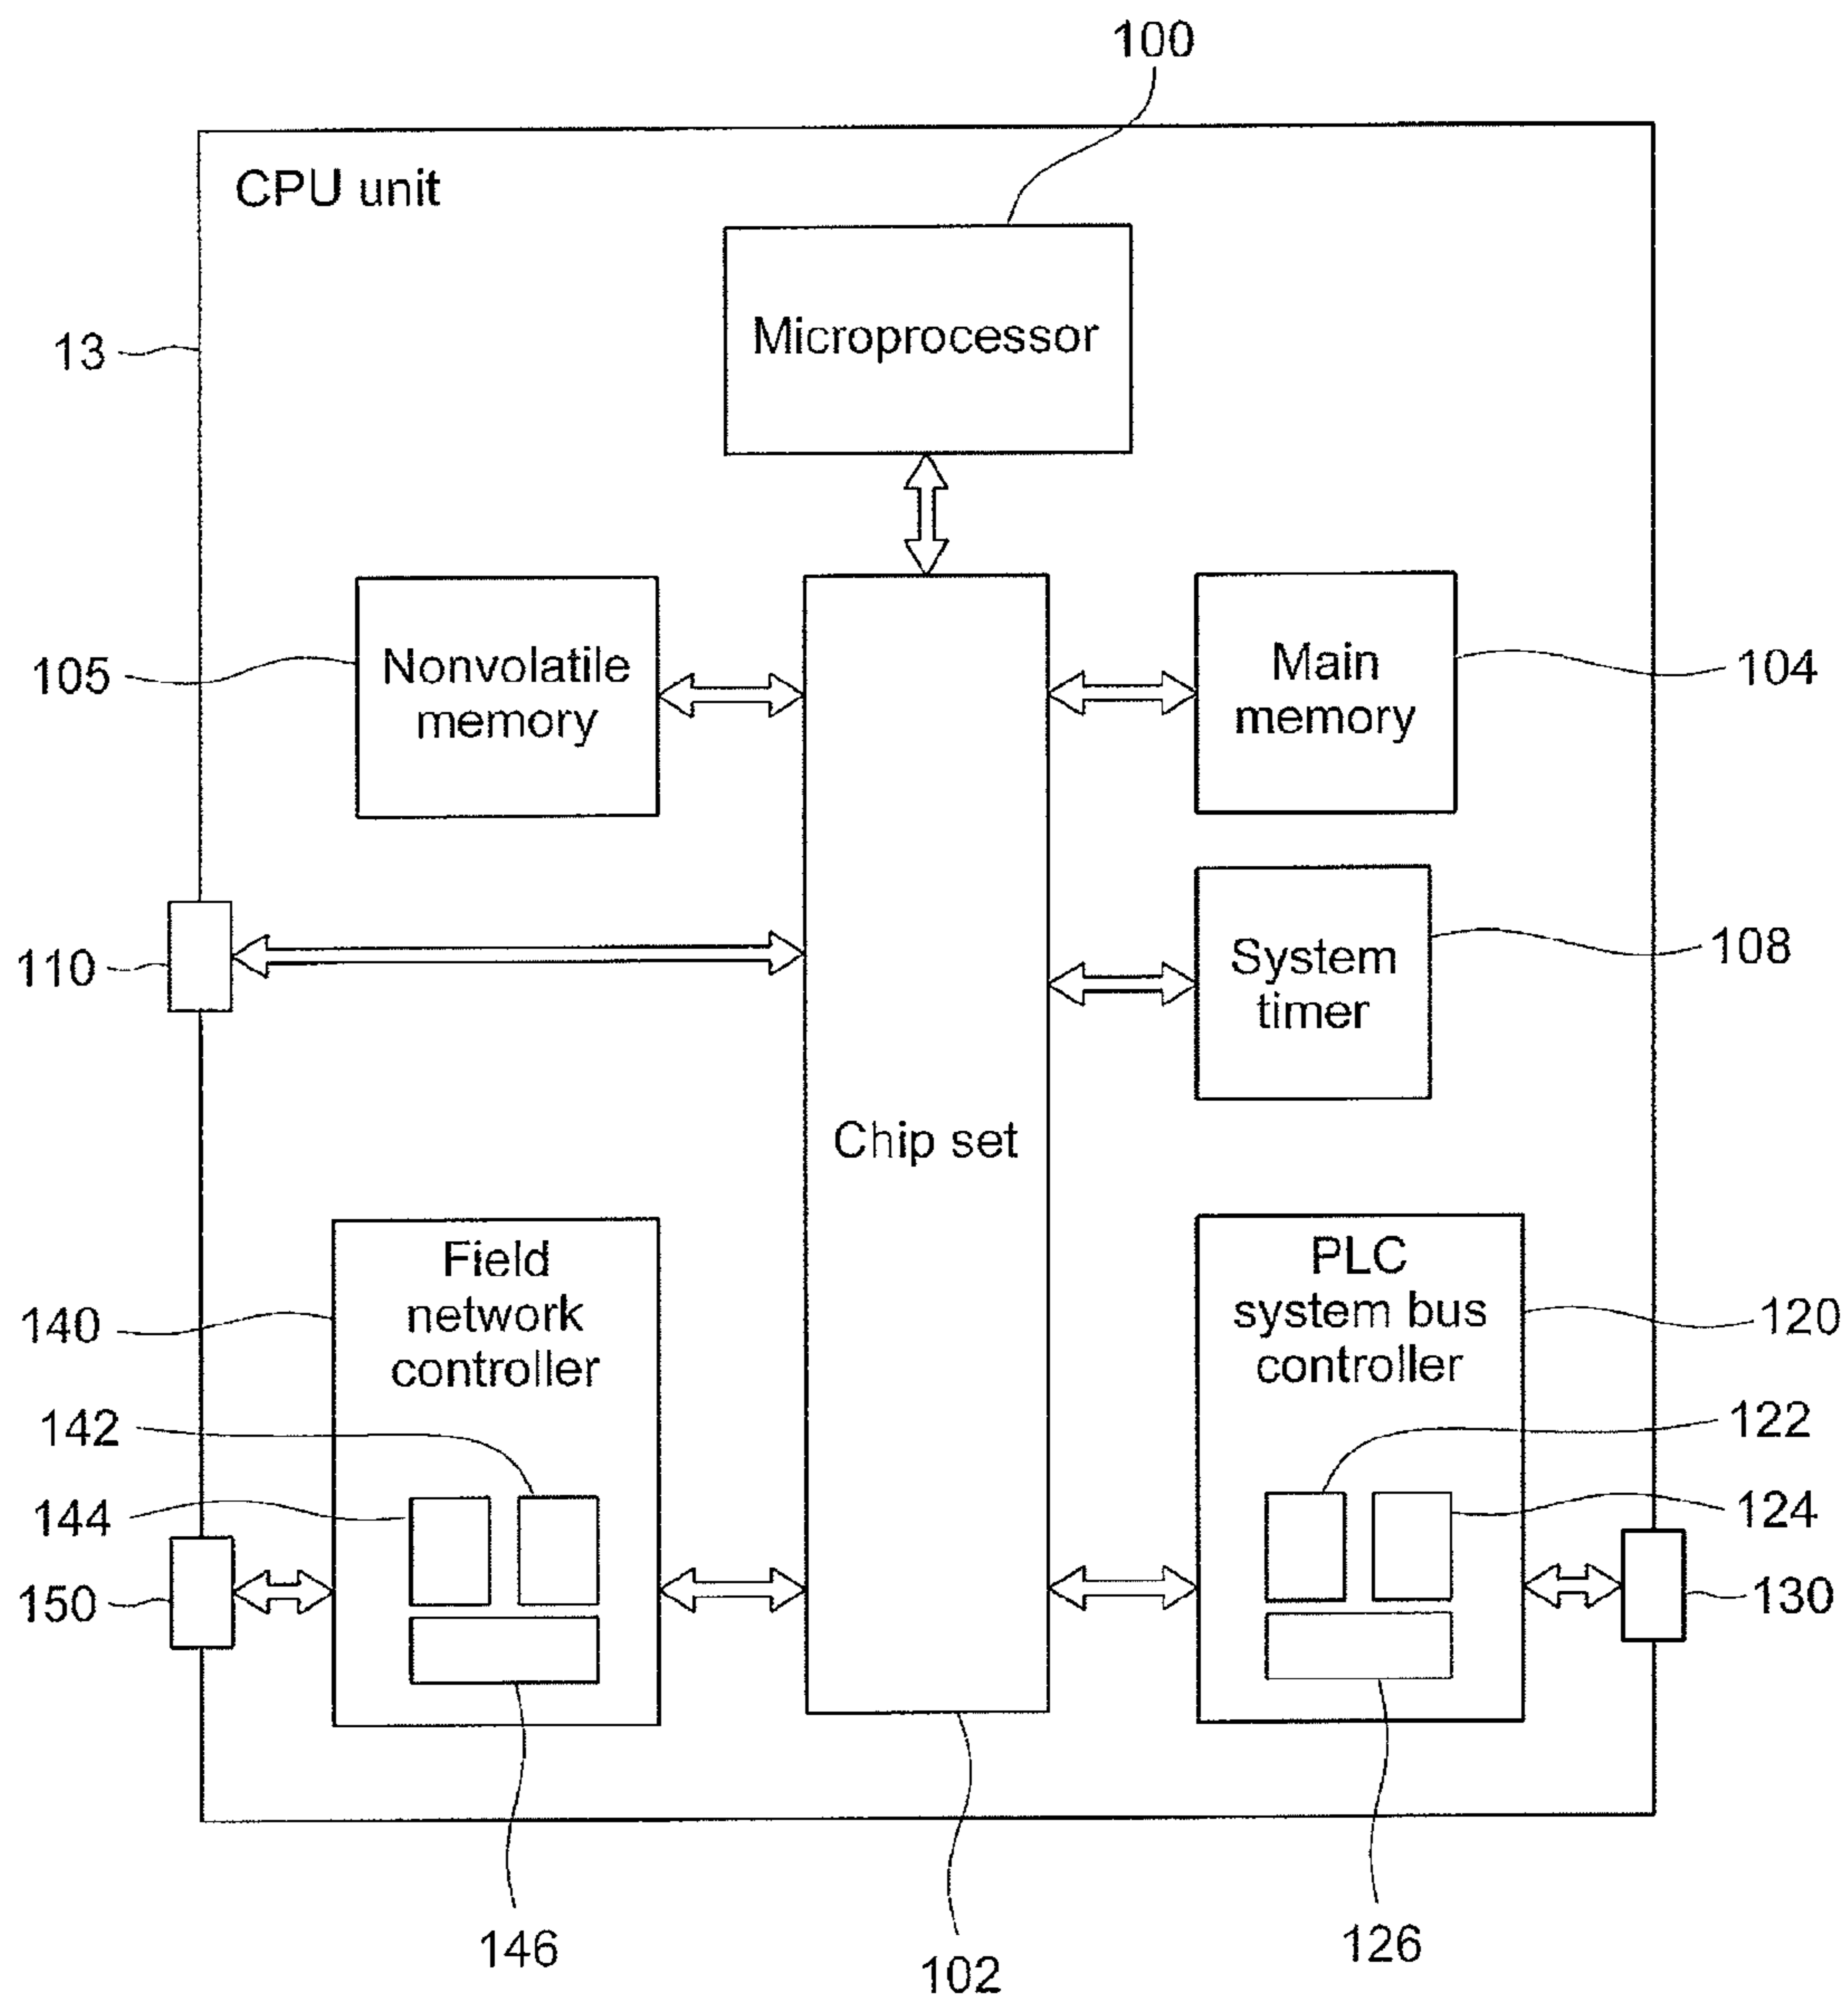 100
CPU unit
Microprocessor
13
105
Nonvolatile
memory
Main
memory
104
110
System
timer
108
Chip set
140
Field
network
controller
PLC
system bus
controller
120
142
122
144
124
150
130
146
102
126